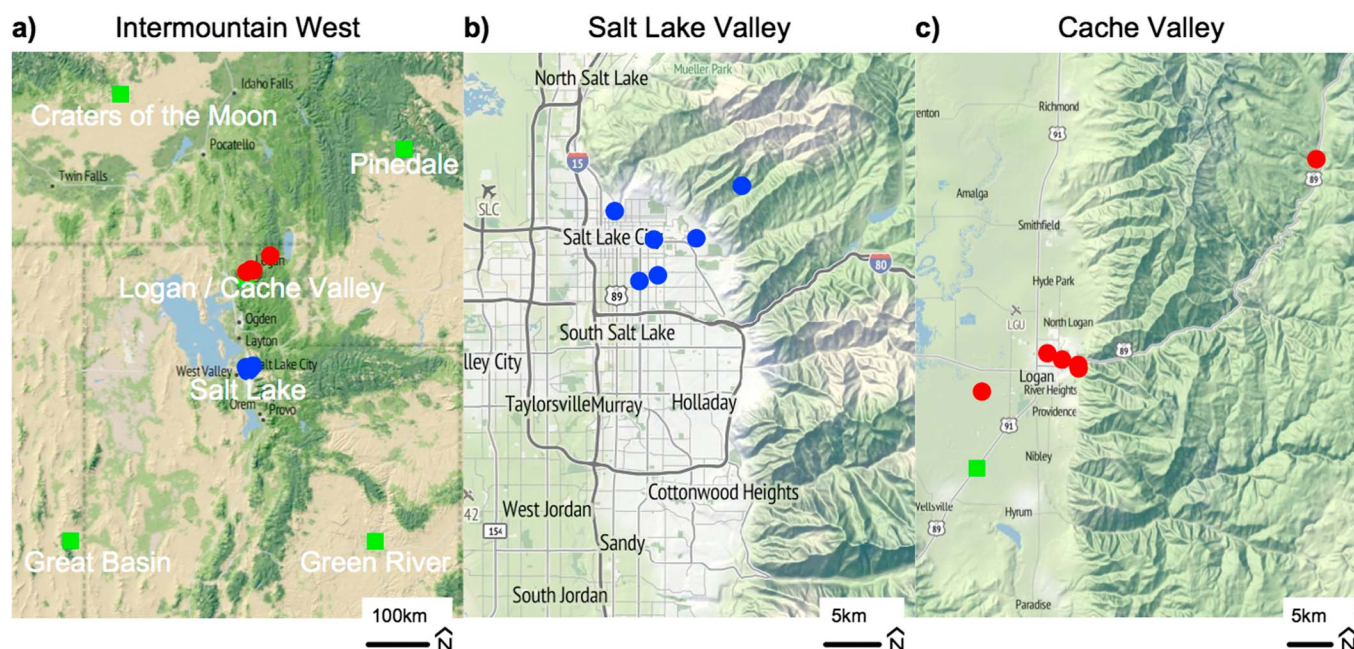 a) Intermountain West
Idaho Falls
Craters of the Moon
Pocatello
Pinedale
Twin Falls
Logan / Cache Valley
Ogden
Layton
West Valley
Salt Lake City
Salt Lake
Orem
Provo
Great Basin
Green River
100km
N
b) Salt Lake Valley
Mueller Park
North Salt Lake
15
SLC
Salt Lake
80
89
South Salt Lake
lley City
Taylorsville
Murray
Holladay
Cottonwood Heights
42
West Jordan
154
Sandy
South Jordan
5km
N
c) Cache Valley
Richmond
91
enton
89
Amalga
Smithfield
Hyde Park
LGU
North Logan
89
Logan
River Heights
Providence
91
Nibley
Wellsville
Hyrum
89
Paradise
5km
N